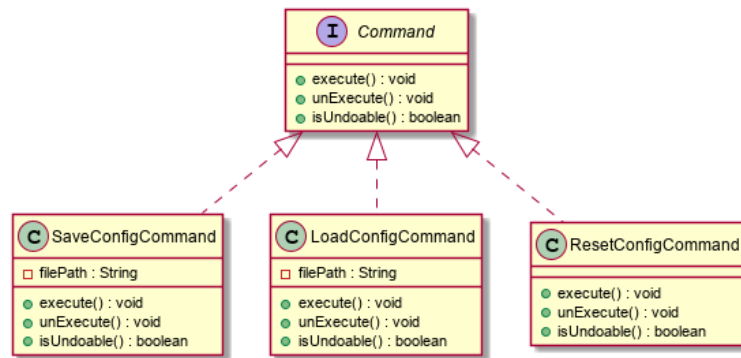 I Command
execute() : void
unExecute() : void
isUndoable() : boolean
C SaveConfigCommand
filePath : String
execute() : void
unExecute() : void
isUndoable() : boolean
C LoadConfigCommand
filePath : String
execute() : void
unExecute() : void
isUndoable() : boolean
C ResetConfigCommand
execute() : void
unExecute() : void
isUndoable() : boolean